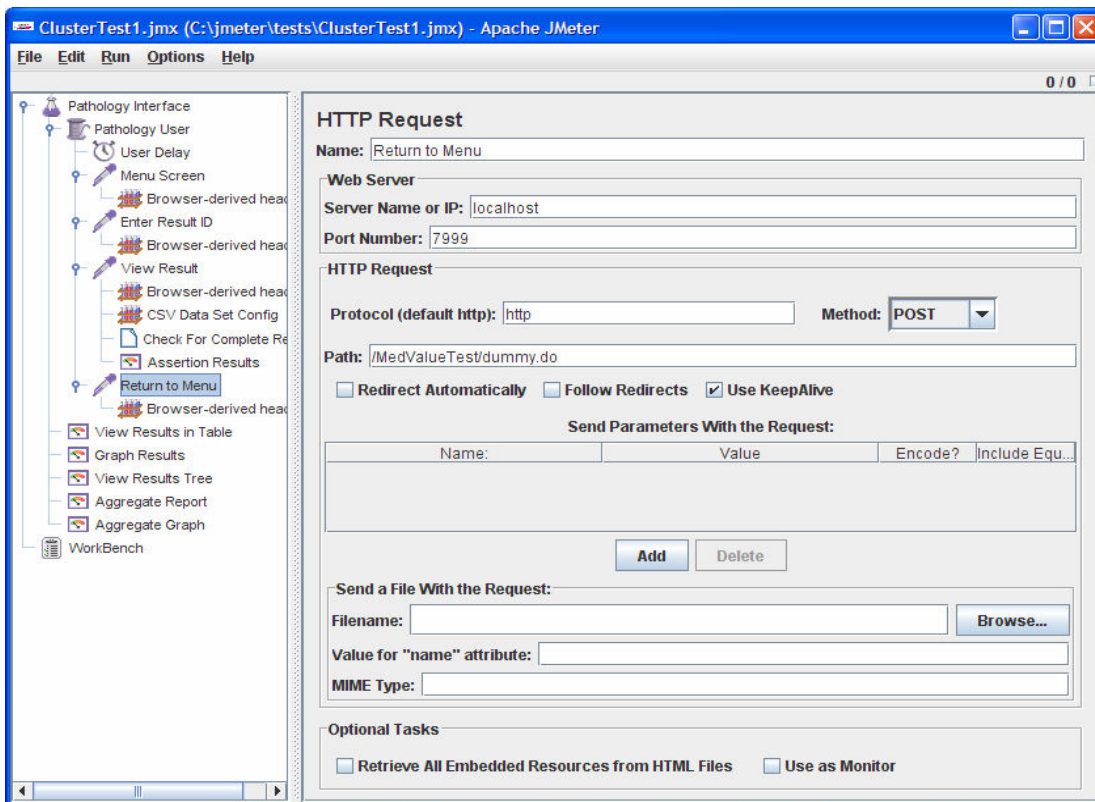 ClusterTest1.jmx (C:\jmeter\tests\ClusterTest1.jmx) - Apache JMeter
File Edit Run Options Help
0 / 0
Pathology Interface
Pathology User
User Delay
Menu Screen
Browser-derived head
Enter Result ID
Browser-derived head
View Result
Browser-derived head
CSV Data Set Config
Check For Complete Re
Assertion Results
Return to Menu
Browser-derived head
View Results in Table
Graph Results
View Results Tree
Aggregate Report
Aggregate Graph
WorkBench
HTTP Request
Name: Return to Menu
Web Server
Server Name or IP: localhost
Port Number: 7999
HTTP Request
Protocol (default http): http Method: POST
Path: /MedValueTest/dummy.do
Redirect Automatically Follow Redirects Use KeepAlive
Send Parameters With the Request:
Name: Value Encode? Include Equ...
Add Delete
Send a File With the Request:
Filename: Browse...
Value for "name" attribute:
MIME Type:
Optional Tasks
Retrieve All Embedded Resources from HTML Files Use as Monitor